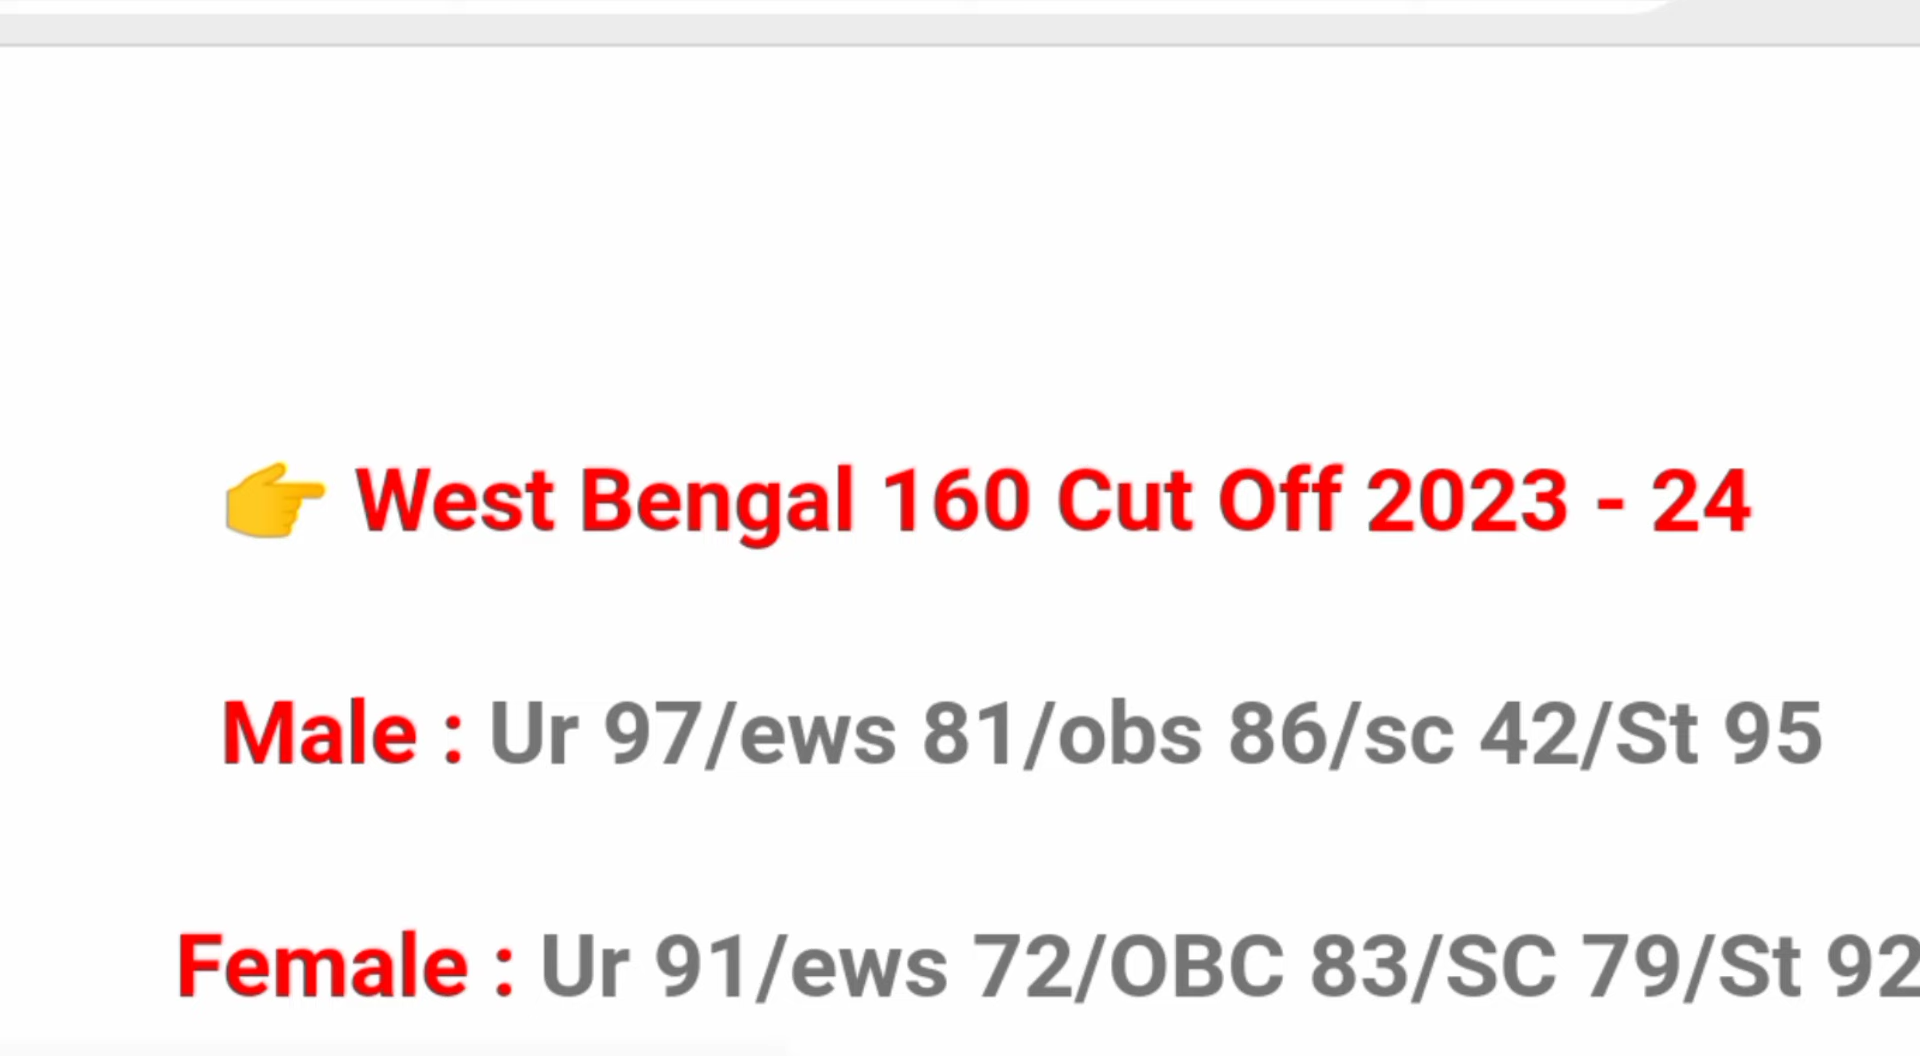 👉 West Bengal 160 Cut Off 2023 - 24
Male : Ur 97/ews 81/obs 86/sc 42/St 95
Female : Ur 91/ews 72/OBC 83/SC 79/St 92